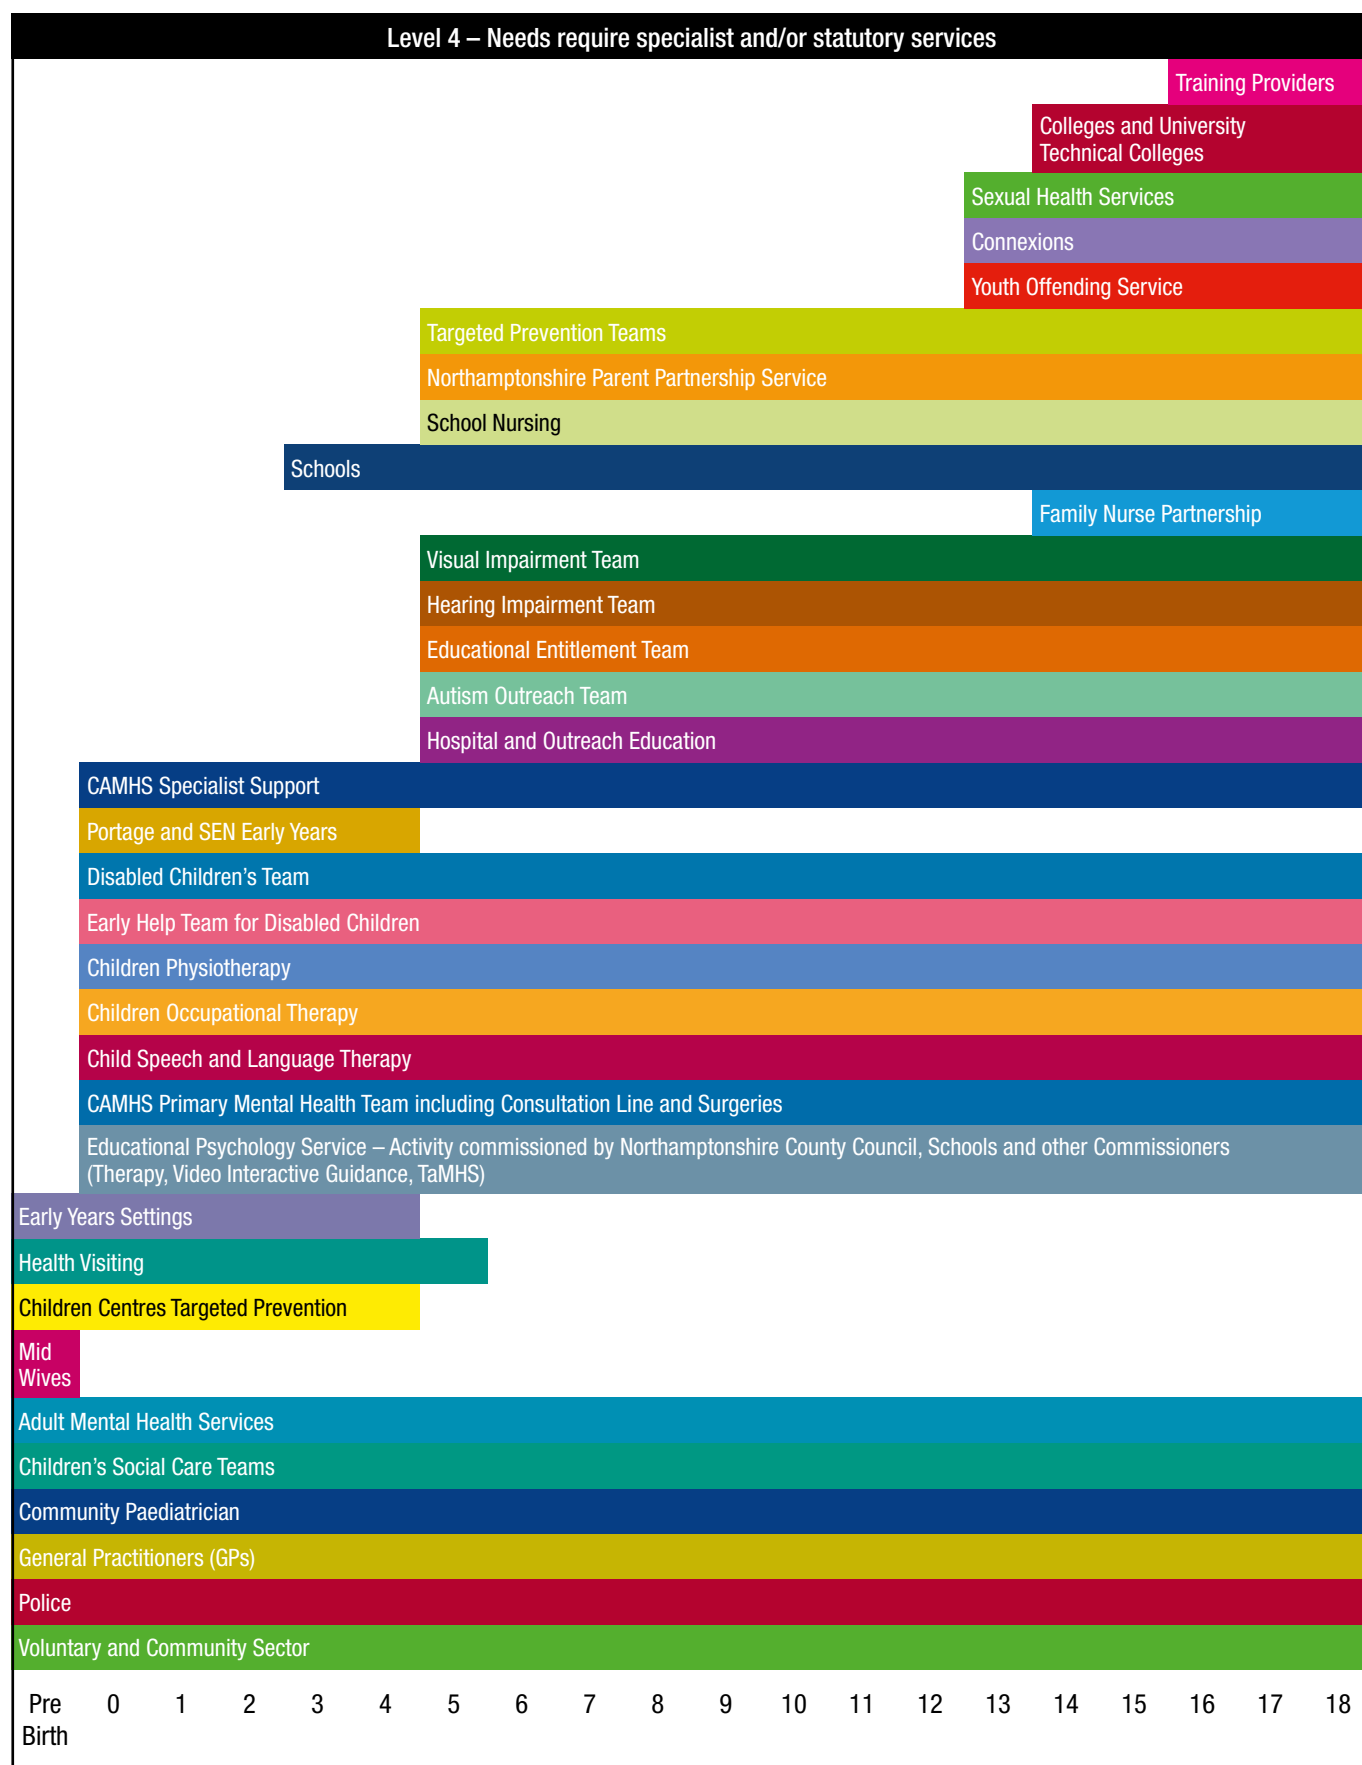 Level 4 – Needs require specialist and/or statutory services
Training Providers
Colleges and University
Technical Colleges
Sexual Health Services
Connexions
Youth Offending Service
Targeted Prevention Teams
Northamptonshire Parent Partnership Service
School Nursing
Schools
Family Nurse Partnership
Visual Impairment Team
Hearing Impairment Team
Educational Entitlement Team
Autism Outreach Team
Hospital and Outreach Education
CAMHS Specialist Support
Portage and SEN Early Years
Disabled Children’s Team
Early Help Team for Disabled Children
Children Physiotherapy
Children Occupational Therapy
Child Speech and Language Therapy
CAMHS Primary Mental Health Team including Consultation Line and Surgeries
Educational Psychology Service – Activity commissioned by Northamptonshire County Council, Schools and other Commissioners
(Therapy, Video Interactive Guidance, TaMHS)
Early Years Settings
Health Visiting
Children Centres Targeted Prevention
Mid
Wives
Adult Mental Health Services
Children’s Social Care Teams
Community Paediatrician
General Practitioners (GPs)
Police
Voluntary and Community Sector
Pre 0 1 2 3 4 5 6 7 8 9 10 11 12 13 14 15 16 17 18
Birth